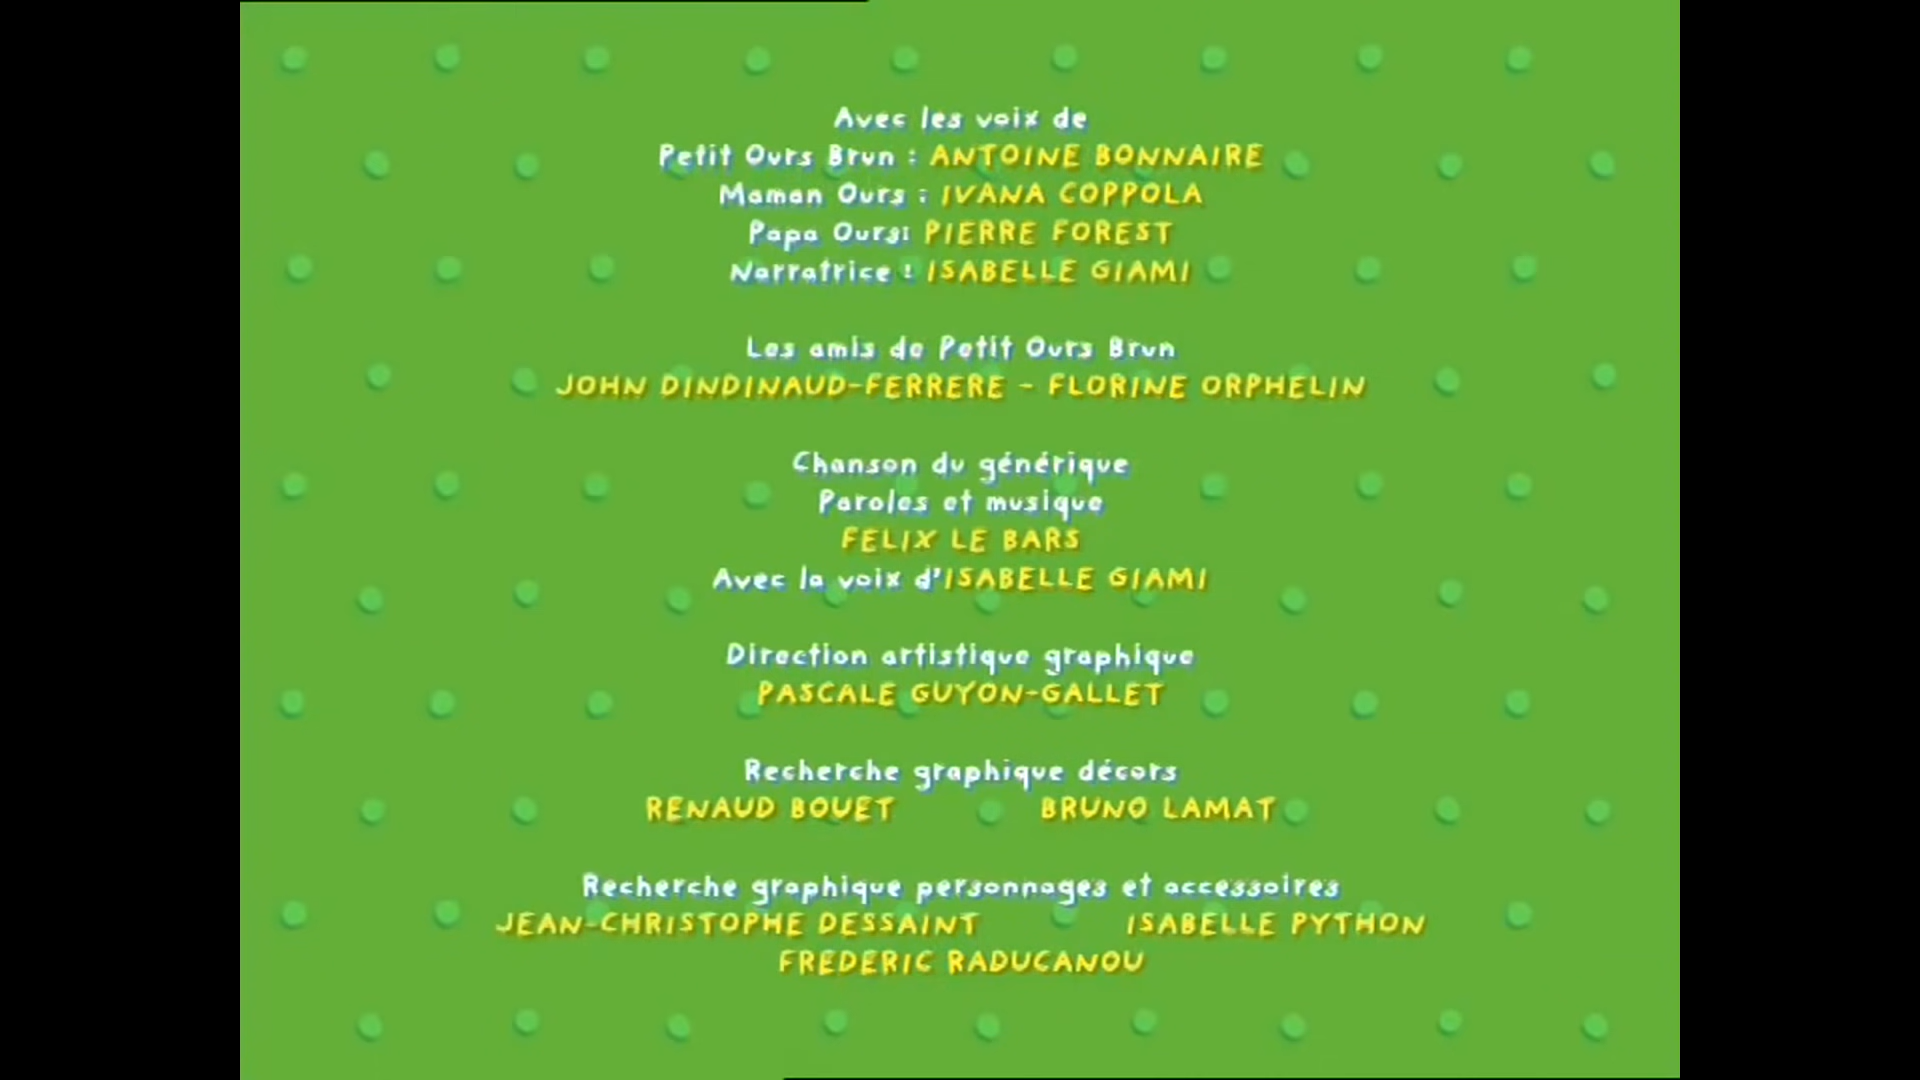 Avec les voix de
Petit Ours Brun : ANTOINE BONNAIRE
Maman Ours : IVANA COPPOLA
Papa Ours: PIERRE FOREST
Narratrice : ISABELLE GIAMI
Les amis de Petit Ours Brun
JOHN DINDINAUD-FERRERE - FLORINE ORPHELIN
Chanson du générique
Paroles et musique
FELIX LE BARS
Avec la voix d'ISABELLE GIAMI
Direction artistique graphique
PASCALE GUYON-GALLET
Recherche graphique décors
RENAUD BOUET BRUNO LAMAT
Recherche graphique personnages et accessoires
JEAN-CHRISTOPHE DESSAINT ISABELLE PYTHON
FREDERIC RADUCANOU